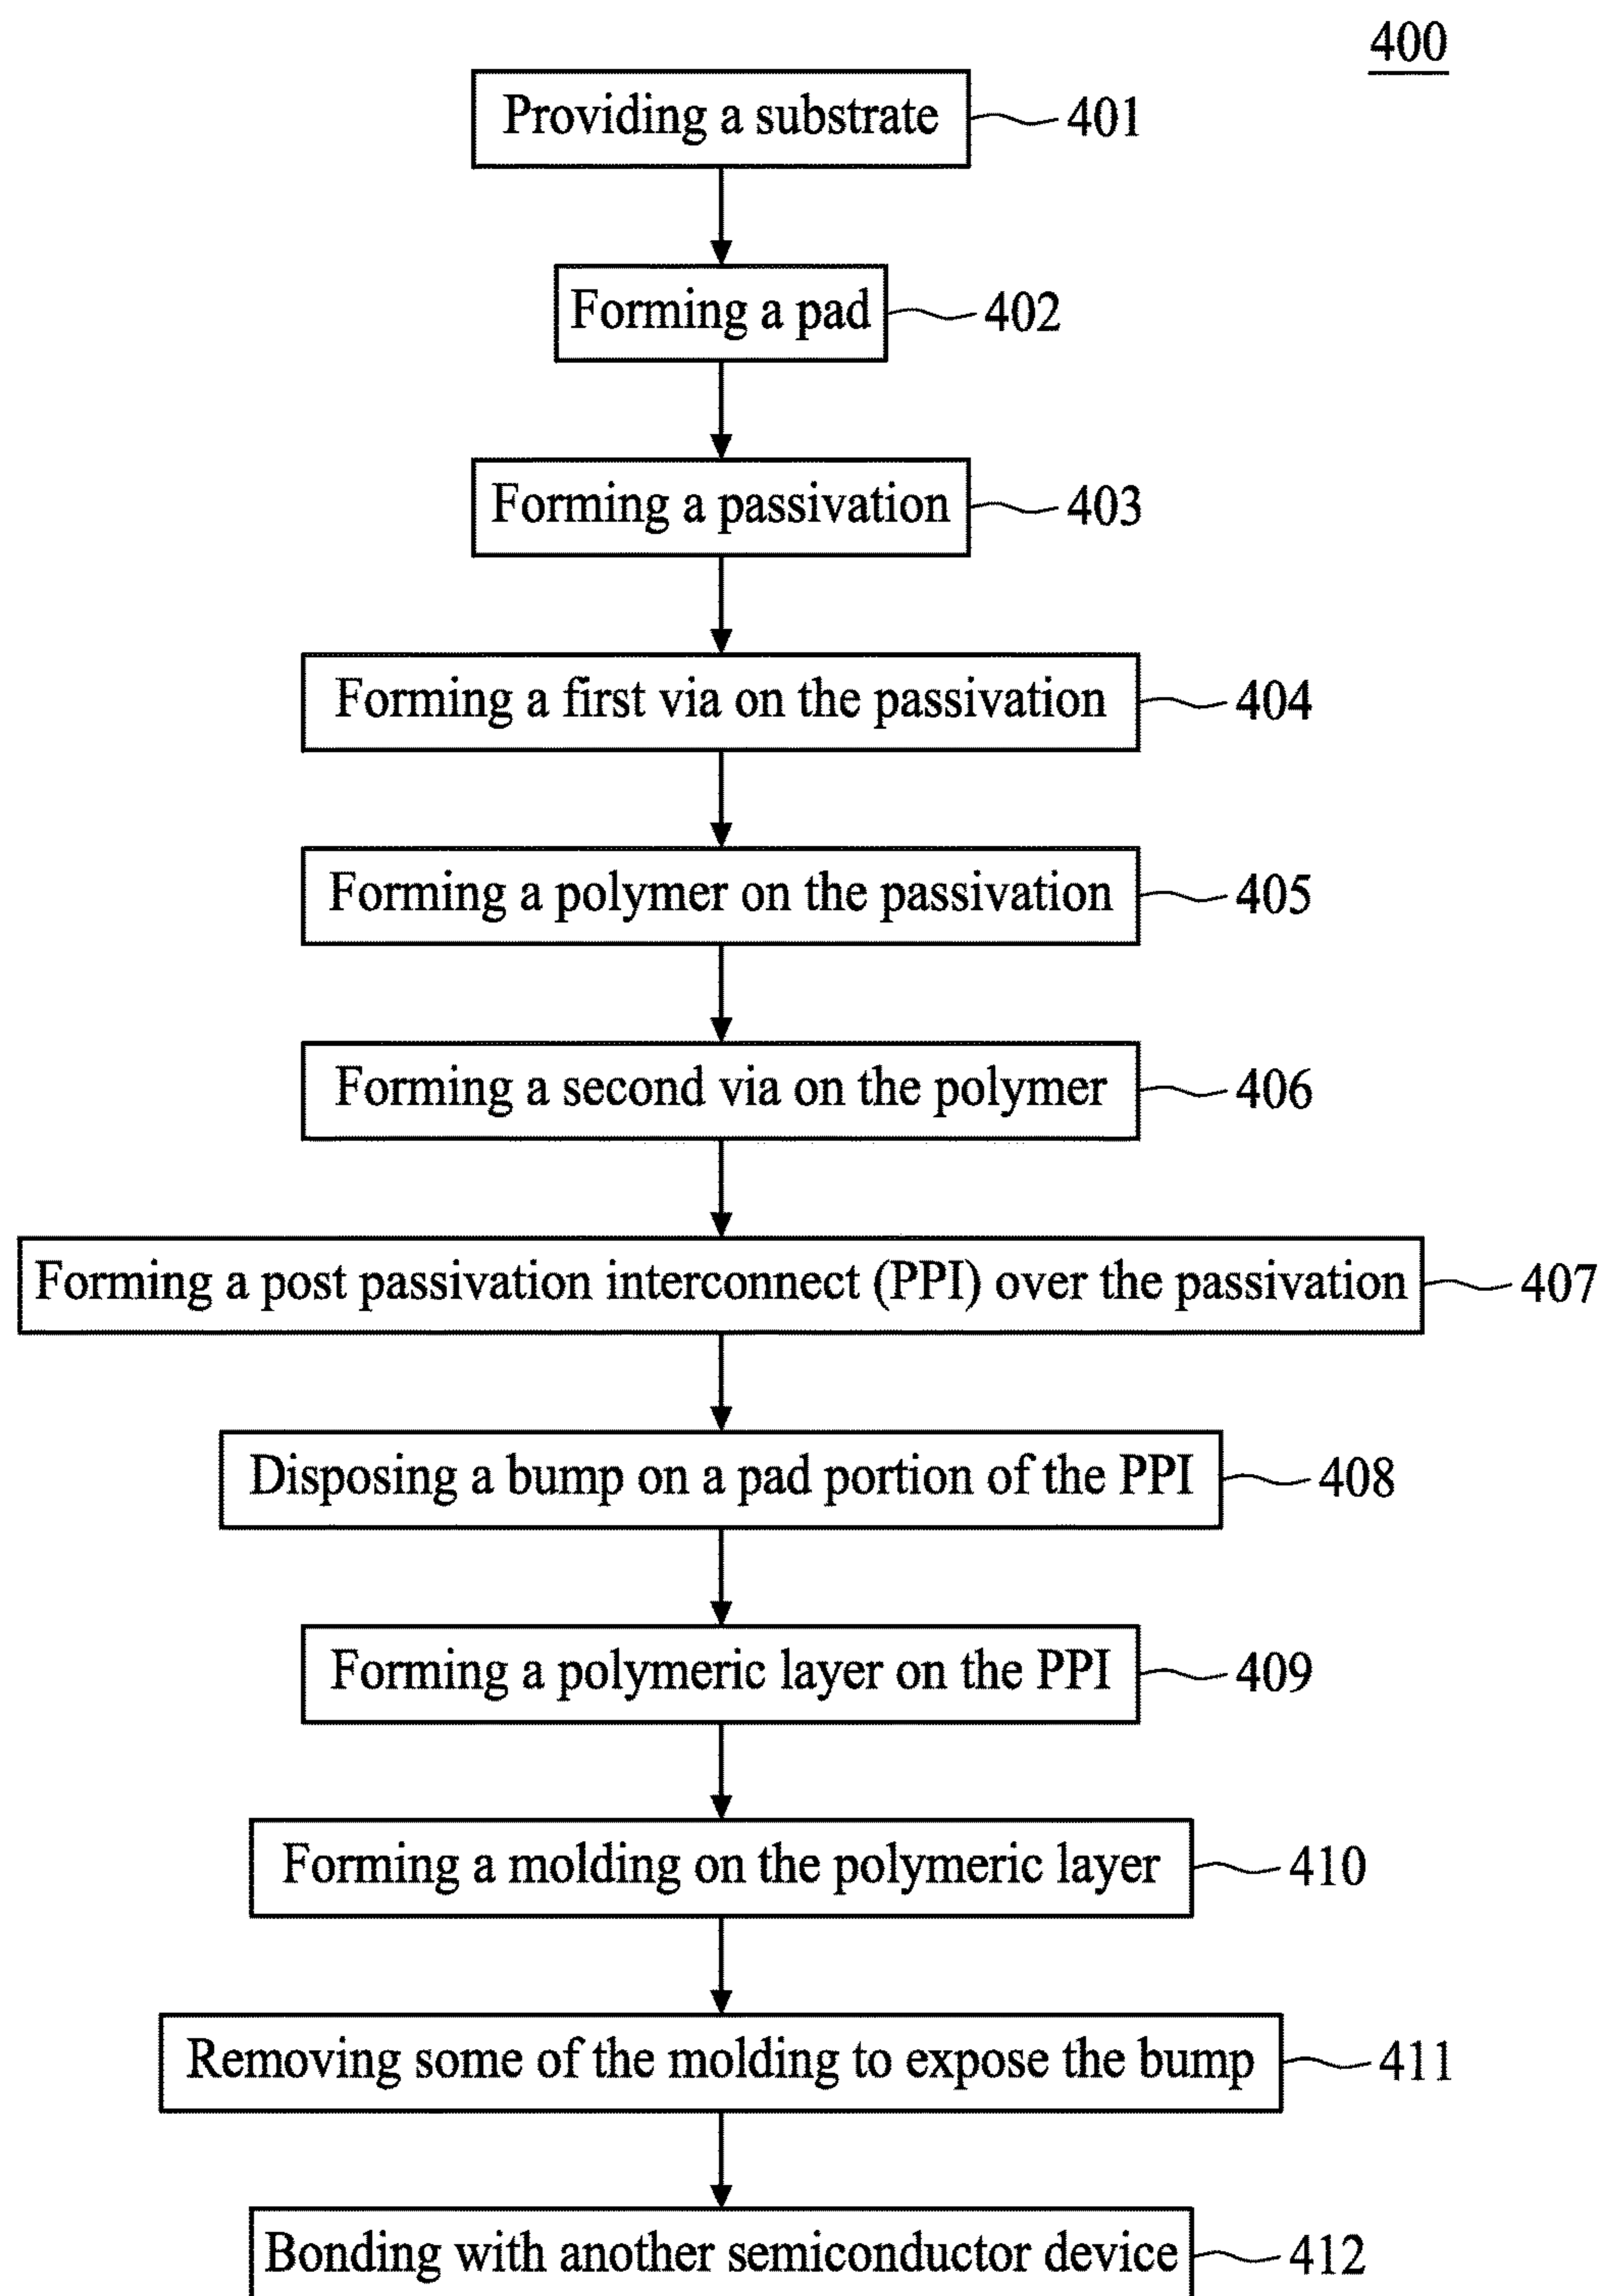 400
Providing a substrate 401
Forming a pad 402
Forming a passivation 403
Forming a first via on the passivation 404
Forming a polymer on the passivation 405
Forming a second via on the polymer 406
Forming a post passivation interconnect (PPI) over the passivation 407
Disposing a bump on a pad portion of the PPI 408
Forming a polymeric layer on the PPI 409
Forming a molding on the polymeric layer 410
Removing some of the molding to expose the bump 411
Bonding with another semiconductor device 412